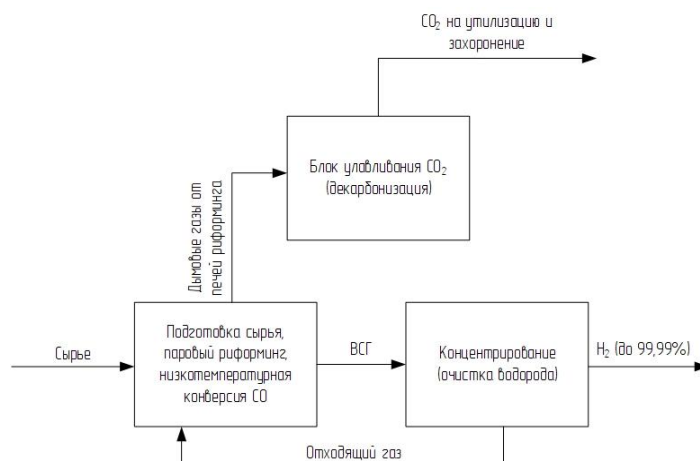 CO₂ на утилизацию и
захоронение
Блок улавливания CO₂
(декарбонизация)
Дымовые газы от
печей риформинга
Сырье
Подготовка сырья,
паровый риформинг,
низкотемпературная
конверсия CO
ВСГ
Концентрирование
(очистка водорода)
H₂ (до 99,99%)
Отходящий газ